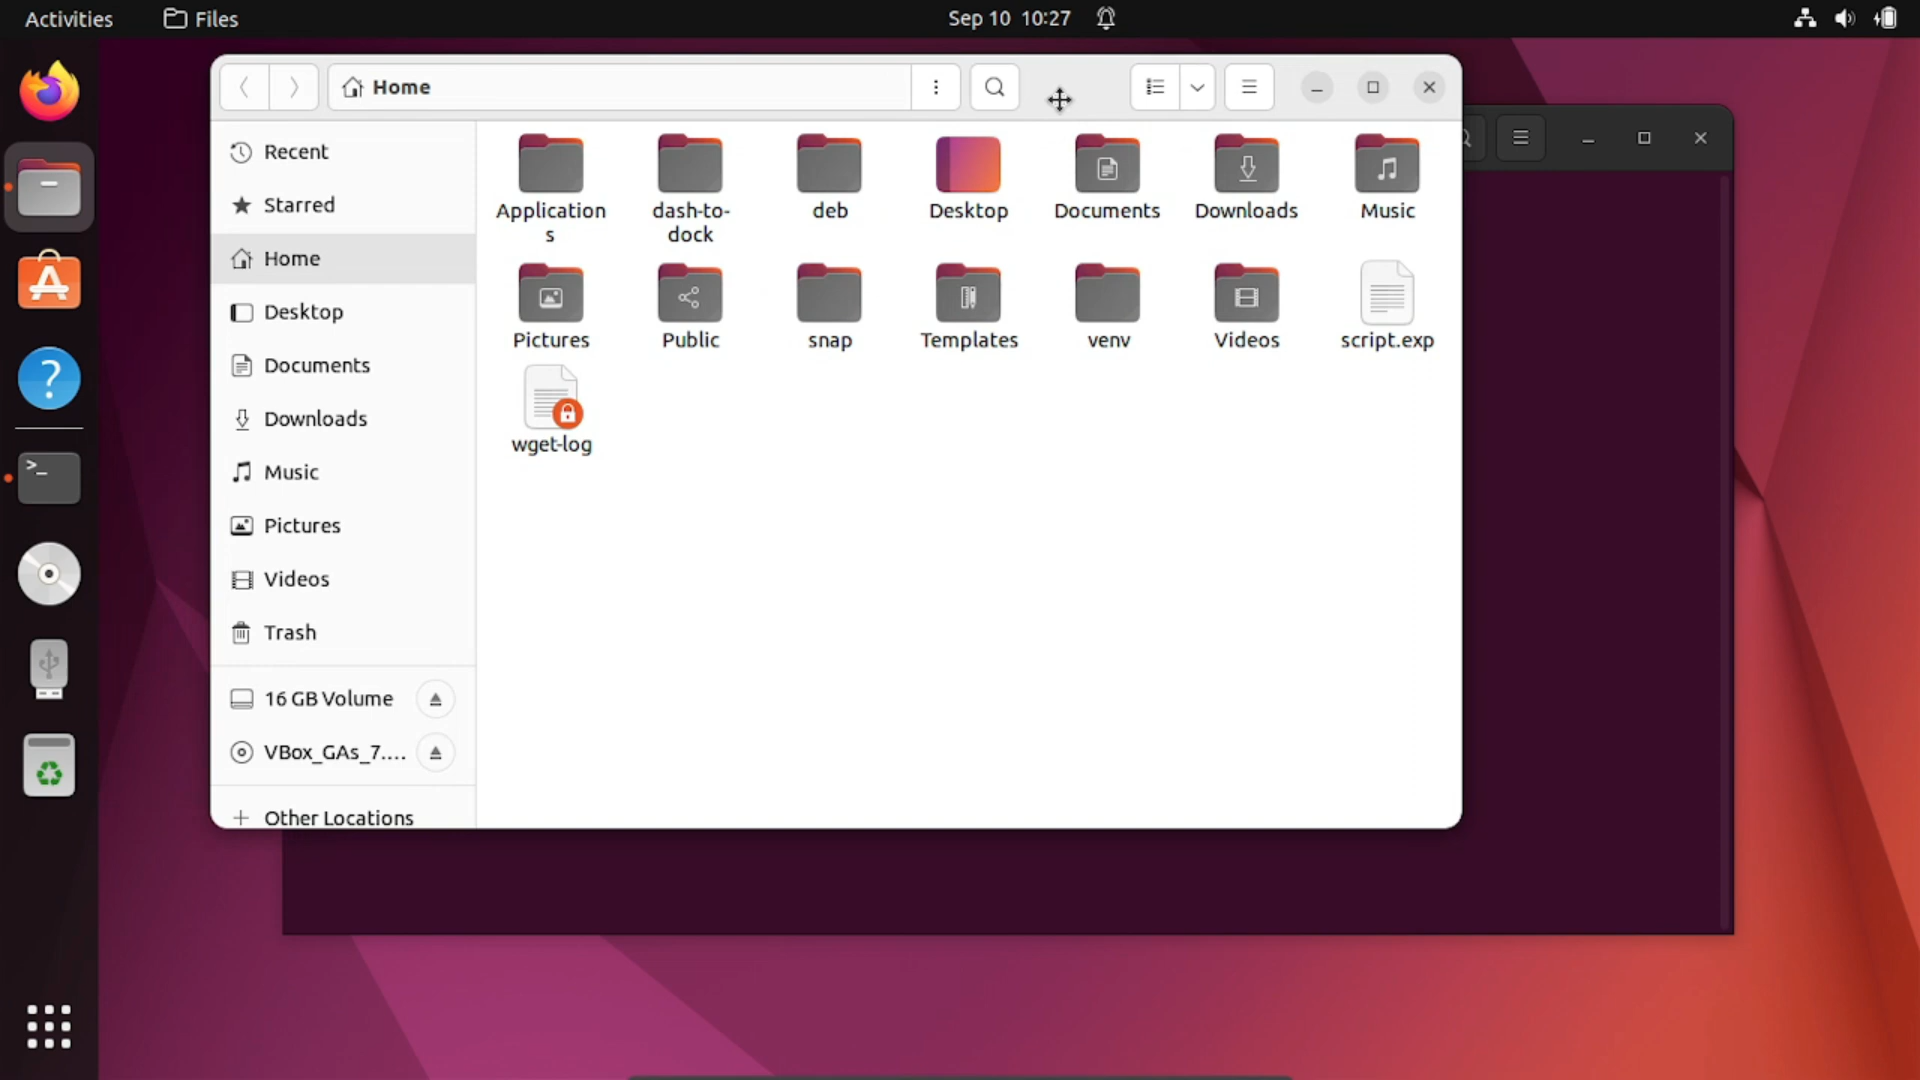 Activities Files Sep 10 10:27
Home
Recent
Starred
Home
Desktop
Documents
Downloads
Music
Pictures
Videos
Trash
16 GB Volume
VBox_GAs_7....
Other Locations
Application
s
dash-to-
dock
deb
Desktop
Documents
Downloads
Music
Pictures
Public
snap
Templates
venv
Videos
script.exp
wget-log